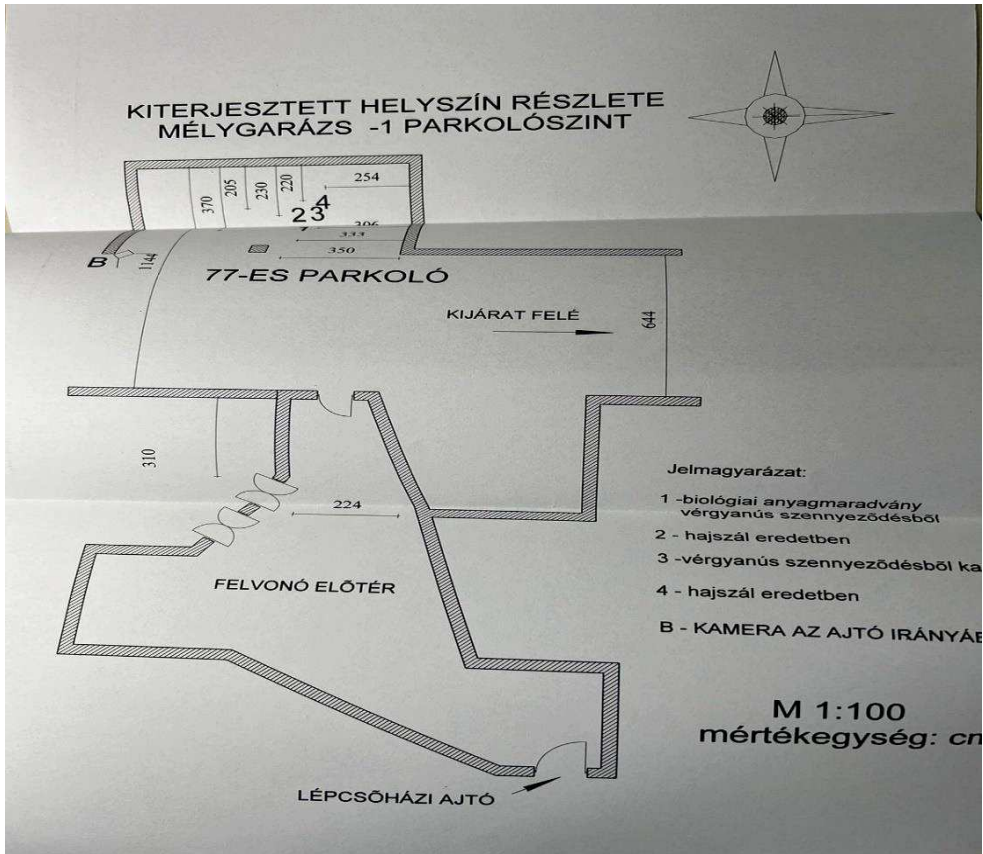 KITERJESZTETT HELYSZÍN RÉSZLETE
MÉLYGARÁZS -1 PARKOLÓSZINT
370
205
230
220
254
4
2 3
306
333
350
B
1144
77-ES PARKOLÓ
KIJÁRAT FELÉ
644
310
224
FELVONÓ ELŐTÉR
LÉPCSŐHÁZI AJTÓ
Jelmagyarázat:
1 -biológiai anyagmaradvány
vérgyanús szennyeződésből
2 - hajszál eredetben
3 -vérgyanús szennyeződésből ka
4 - hajszál eredetben
B - KAMERA AZ AJTÓ IRÁNYÁB
M 1:100
mértékegység: cm